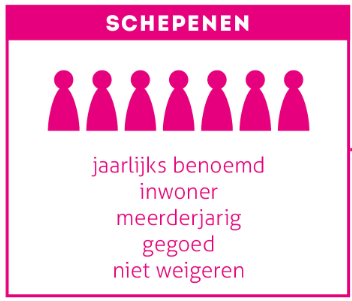 SCHEPENEN
jaarlijks benoemd
inwoner
meerderjarig
gegoed
niet weigeren